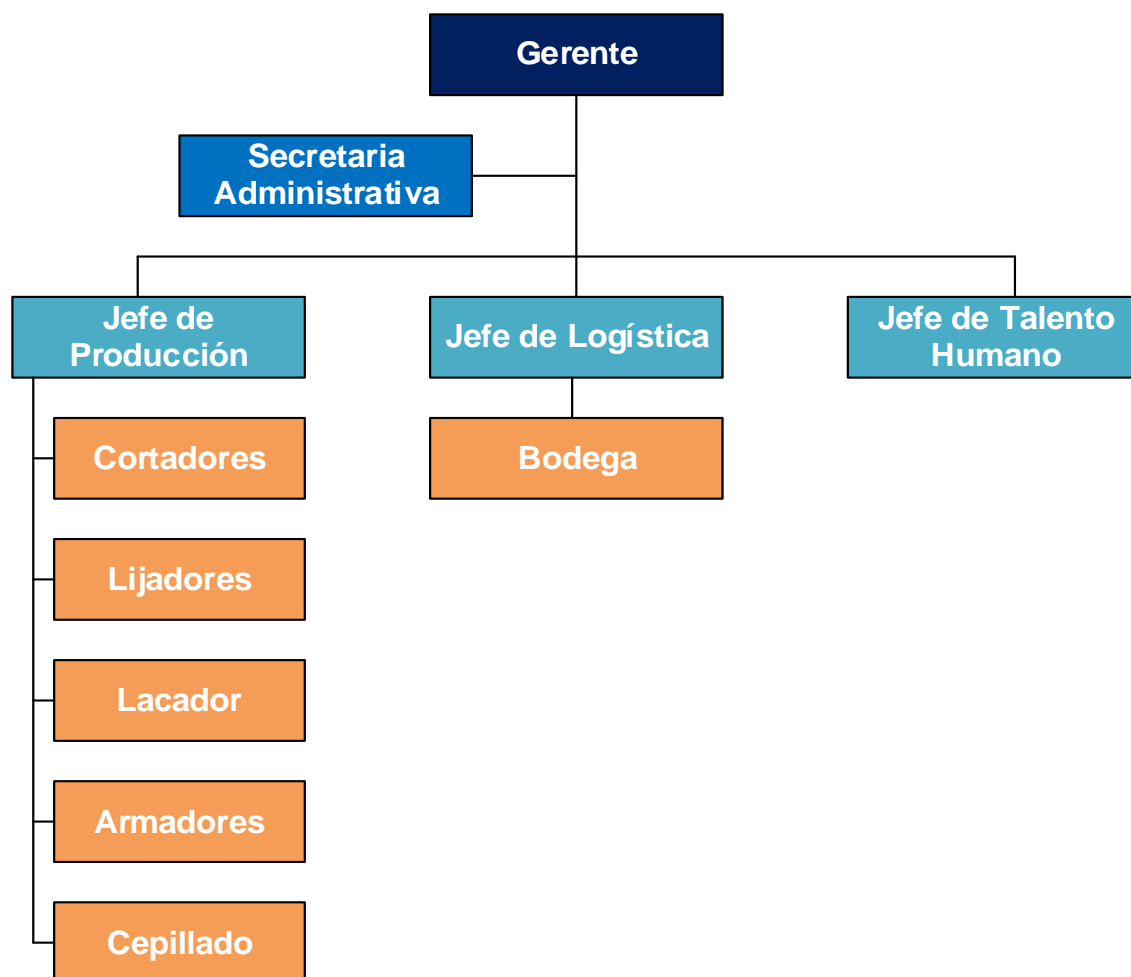 Gerente
Secretaria
Administrativa
Jefe de
Producción
Jefe de Logística
Jefe de Talento
Humano
Cortadores
Bodega
Lijadores
Lacador
Armadores
Cepillado